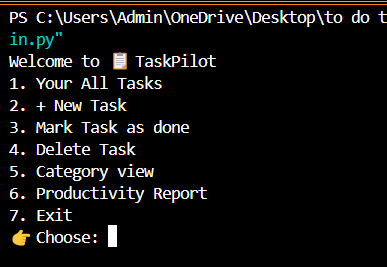 PS C:\Users\Admin\OneDrive\Desktop\to do t
in.py"
Welcome to 📋 TaskPilot
1. Your All Tasks
2. + New Task
3. Mark Task as done
4. Delete Task
5. Category view
6. Productivity Report
7. Exit
👉 Choose: